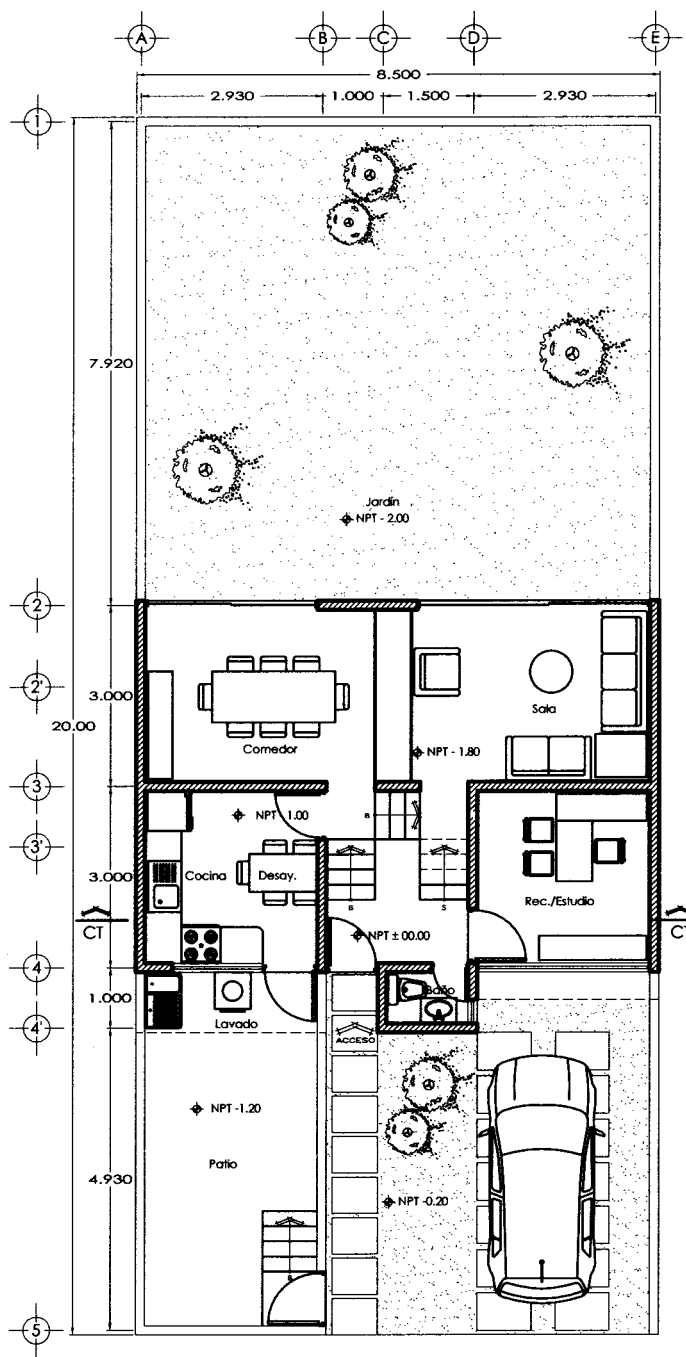 A
B
C
D
E
8.500
2.930
1.000
1.500
2.930
1
7.920
Jardín
NPT - 2.00
2
2'
3.000
20.00
Comedor
Sala
NPT - 1.80
3
NPT - 1.00
B
3'
3.000
Cocina
Desay.
B
S
Rec./Estudio
CT
CT
NPT ± 00.00
4
Baño
1.000
Lavado
4'
ACCESO
NPT -1.20
Patio
4.930
NPT -0.20
B
5